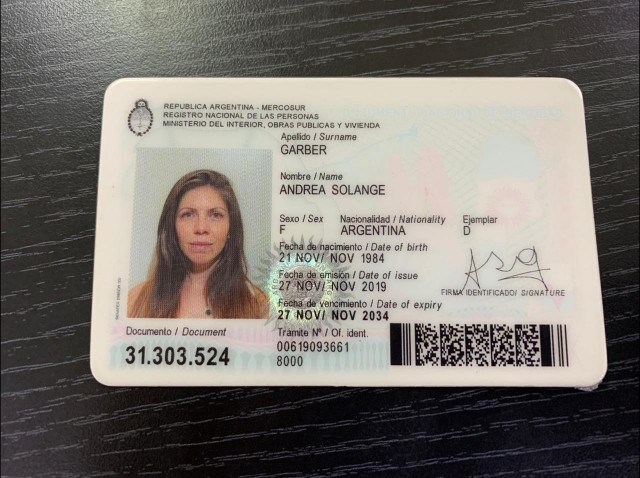 REPUBLICA ARGENTINA - MERCOSUR
REGISTRO NACIONAL DE LAS PERSONAS
MINISTERIO DEL INTERIOR, OBRAS PUBLICAS Y VIVIENDA
Apellido / Surname
GARBER
Nombre / Name
ANDREA SOLANGE
Sexo / Sex Nacionalidad / Nationality Ejemplar
F ARGENTINA D
Fecha de nacimiento / Date of birth
21 NOV/ NOV 1984
Fecha de emisión / Date of issue
27 NOV/ NOV 2019
FIRMA IDENTIFICADO/ SIGNATURE
Fecha de vencimiento / Date of expiry
27 NOV/ NOV 2034
Documento / Document
31.303.524
Trámite Nº / Of. ident.
00619093661
8000